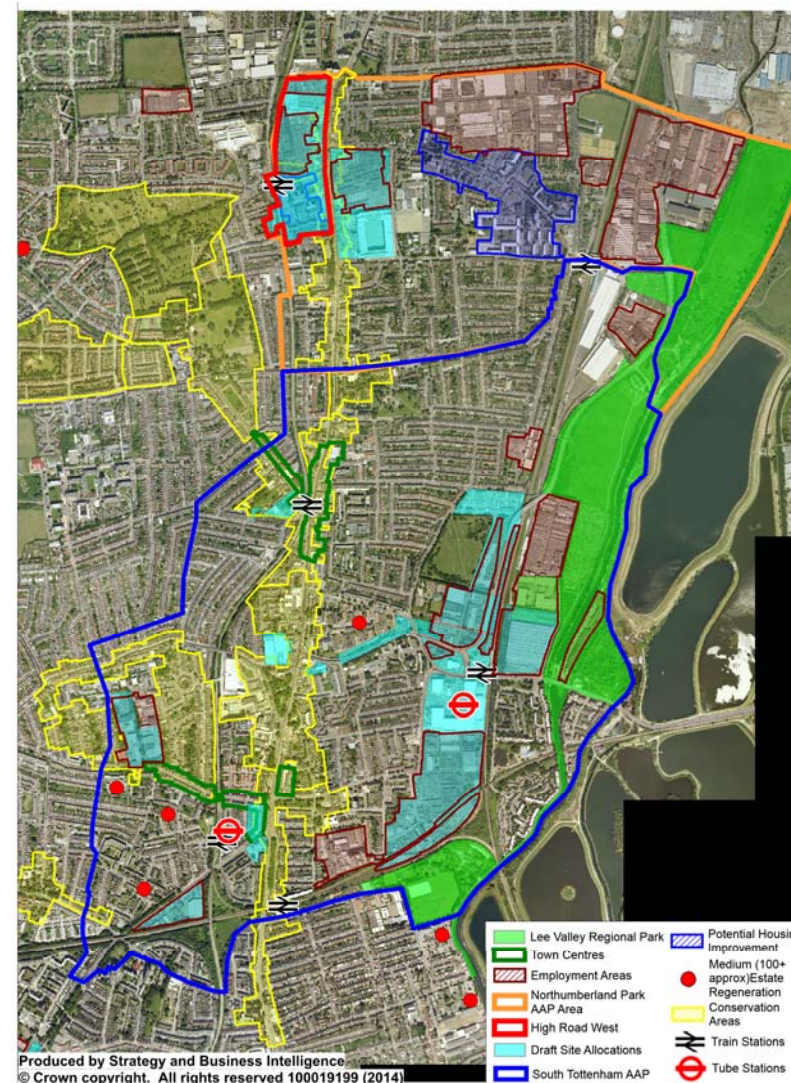 Lee Valley Regional Park
Town Centres
Employment Areas
Northumberland Park
AAP Area
High Road West
Draft Site Allocations
South Tottenham AAP
Potential Housin
Improvement
Medium (100+
approx)Estate
Regeneration
Conservation
Areas
Train Stations
Tube Stations
Produced by Strategy and Business Intelligence
© Crown copyright. All rights reserved 100019199 (2014)